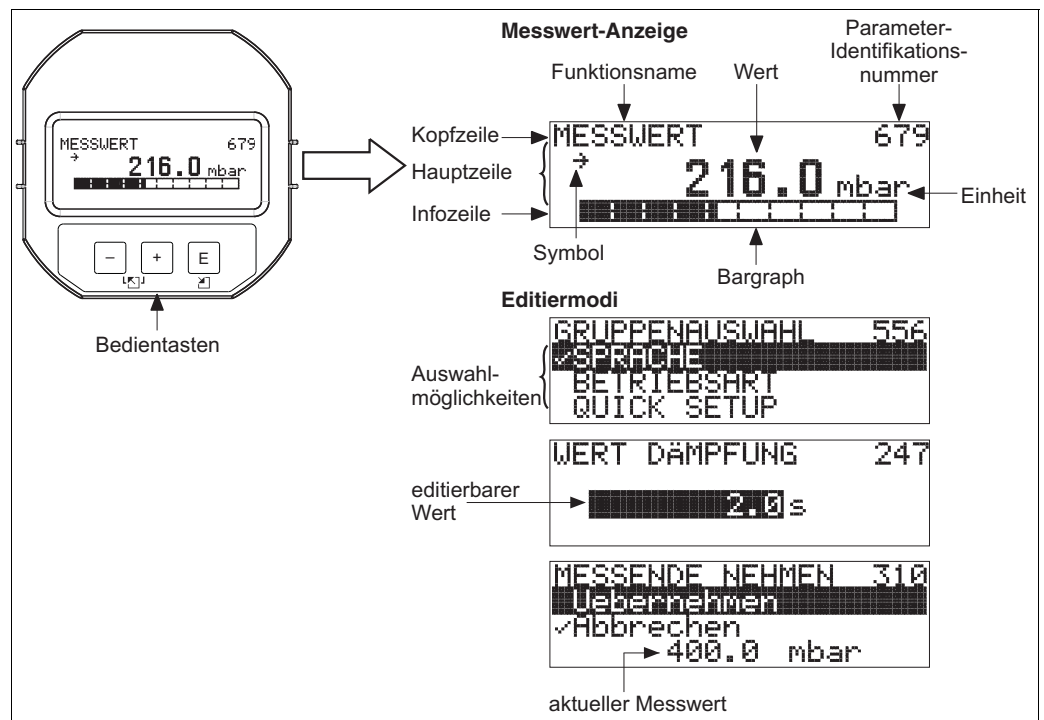 MESSWERT 679
→
216.0 mbar
– + E
Bedientasten
Messwert-Anzeige
Funktionsname
Wert
Parameter-
Identifikations-
nummer
Kopfzeile
Hauptzeile
Infozeile
MESSWERT 679
→
216.0 mbar
Einheit
Symbol
Bargraph
Editiermodi
GRUPPENAUSWAHL 556
✓SPRACHE
BETRIEBSART
QUICK SETUP
Auswahl-
möglichkeiten
WERT DÄMPFUNG 247
editierbarer
Wert
2.0 s
MESSENDE NEHMEN 310
Uebernehmen
✓Abbrechen
400.0 mbar
aktueller Messwert